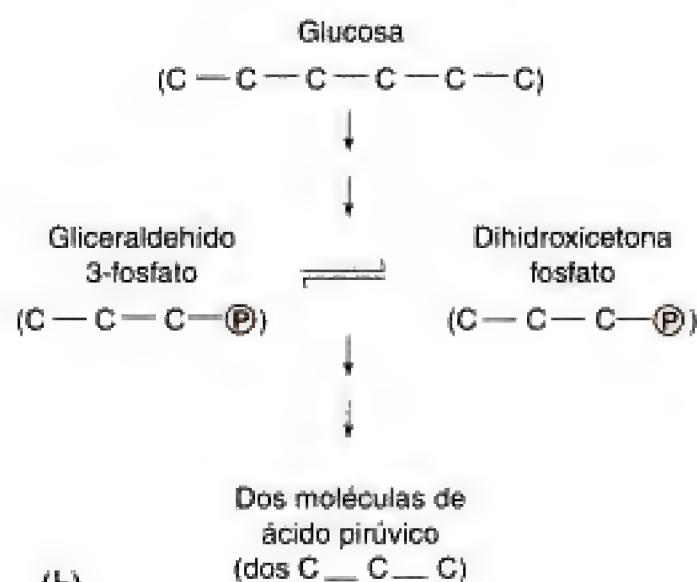 Glucosa
(C — C — C — C — C — C)
Gliceraldehido
3-fosfato
(C — C — C — P)
Dihidroxicetona
fosfato
(C — C — C — P)
Dos moléculas de
ácido pirúvico
(dos C — C — C)
(b)